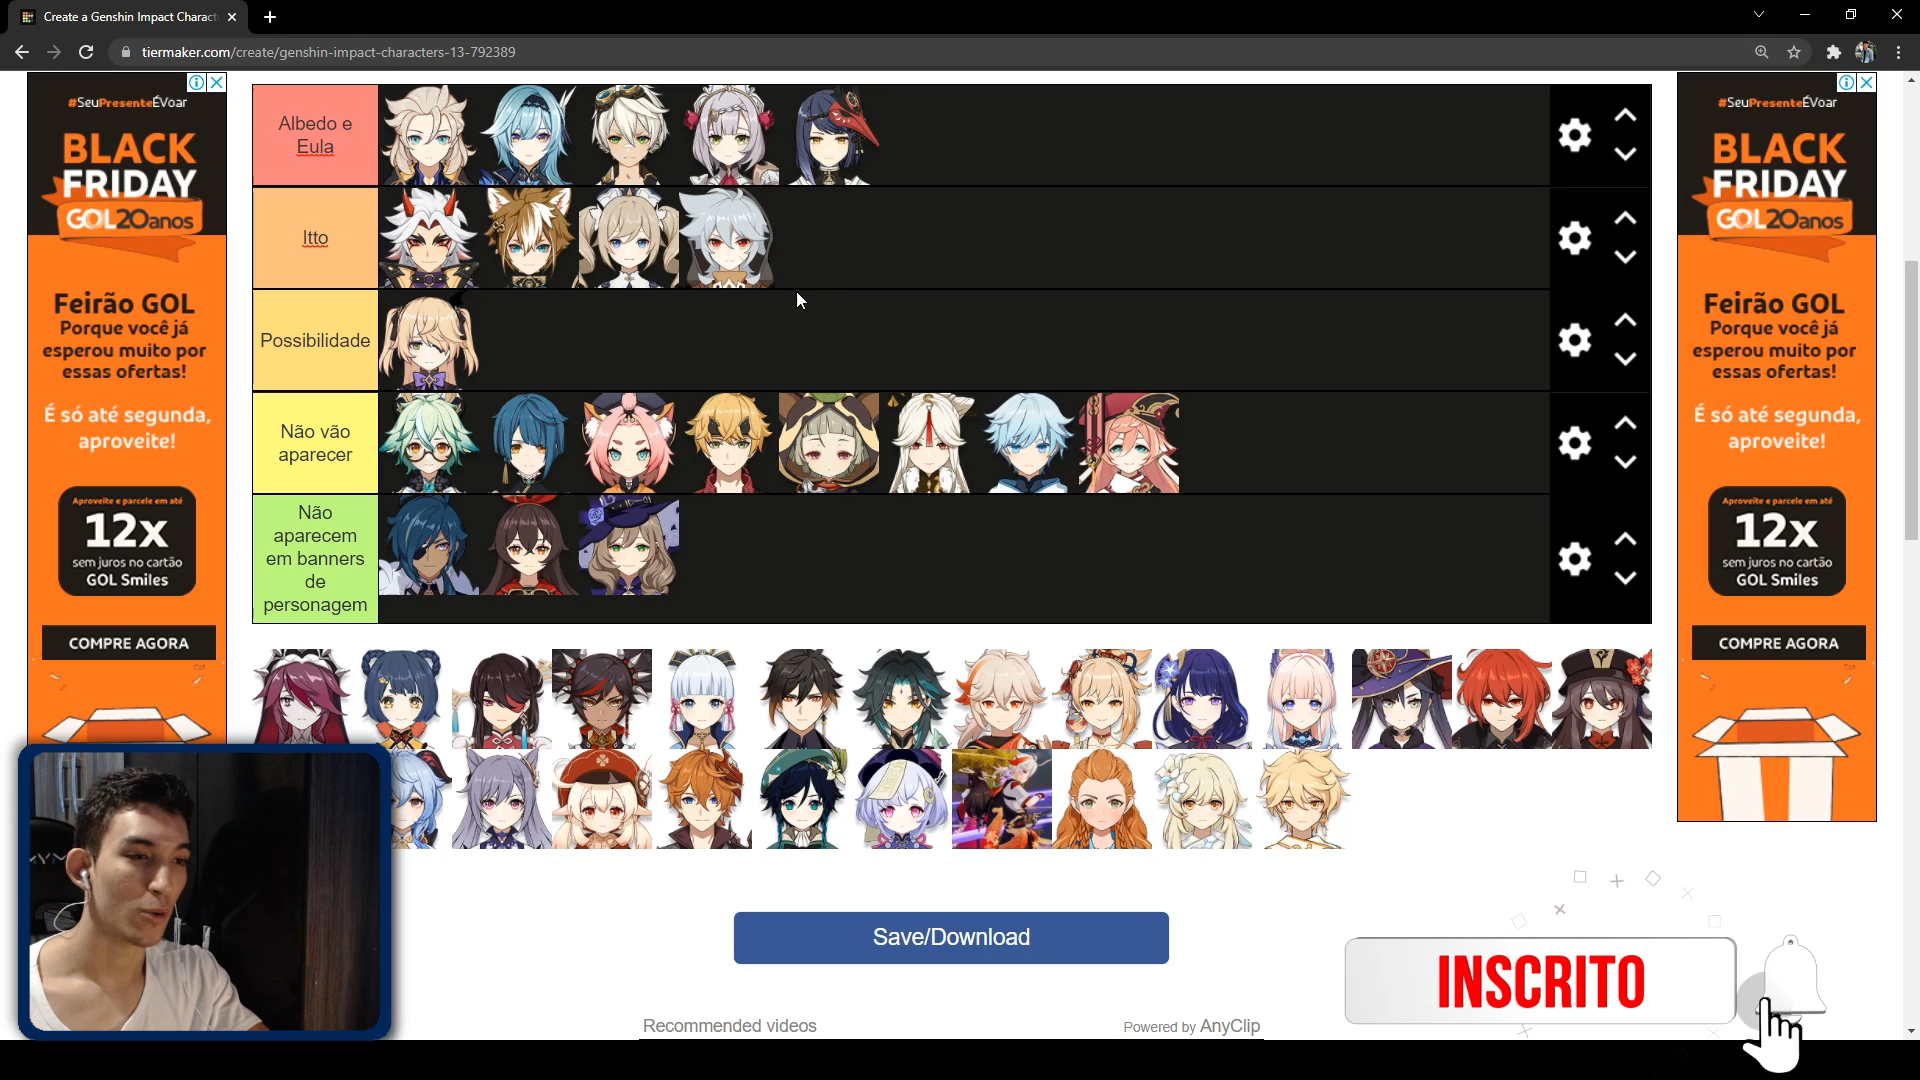 Create a Genshin Impact Charact
tiermaker.com/create/genshin-impact-characters-13-792389
#SeuPresenteÉVoar
BLACK
FRIDAY
GOL20anos
Feirão GOL
Porque você já
esperou muito por
essas ofertas!
É só até segunda,
aproveite!
Aproveite e parcele em até
12x
sem juros no cartão
GOL Smiles
COMPRE AGORA
Albedo e
Eula
Itto
Possibilidade
Não vão
aparecer
Não
aparecem
em banners
de
personagem
#SeuPresenteÉVoar
BLACK
FRIDAY
GOL20anos
Feirão GOL
Porque você já
esperou muito por
essas ofertas!
É só até segunda,
aproveite!
Aproveite e parcele em até
12x
sem juros no cartão
GOL Smiles
COMPRE AGORA
Save/Download
INSCRITO
Recommended videos
Powered by AnyClip